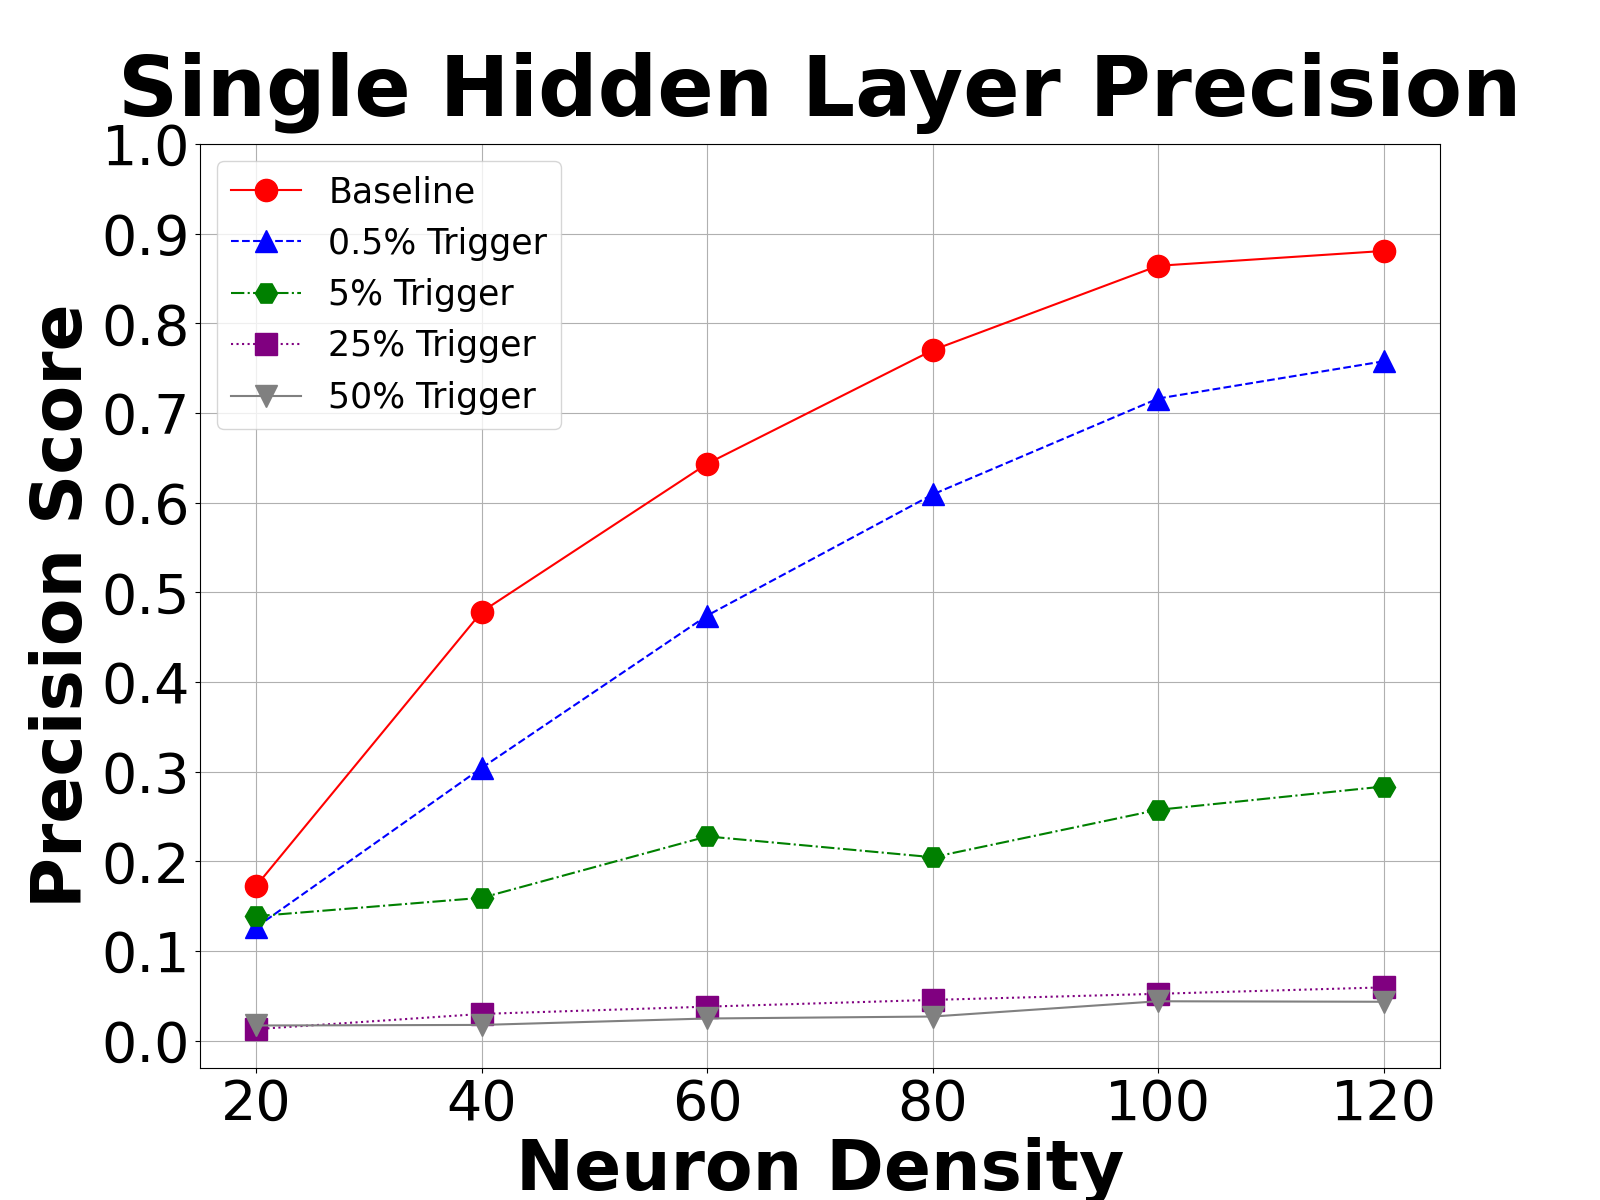 Single Hidden Layer Precision
Precision Score
1.0
0.9
0.8
0.7
0.6
0.5
0.4
0.3
0.2
0.1
0.0
Baseline
0.5% Trigger
5% Trigger
25% Trigger
50% Trigger
20 40 60 80 100 120
Neuron Density